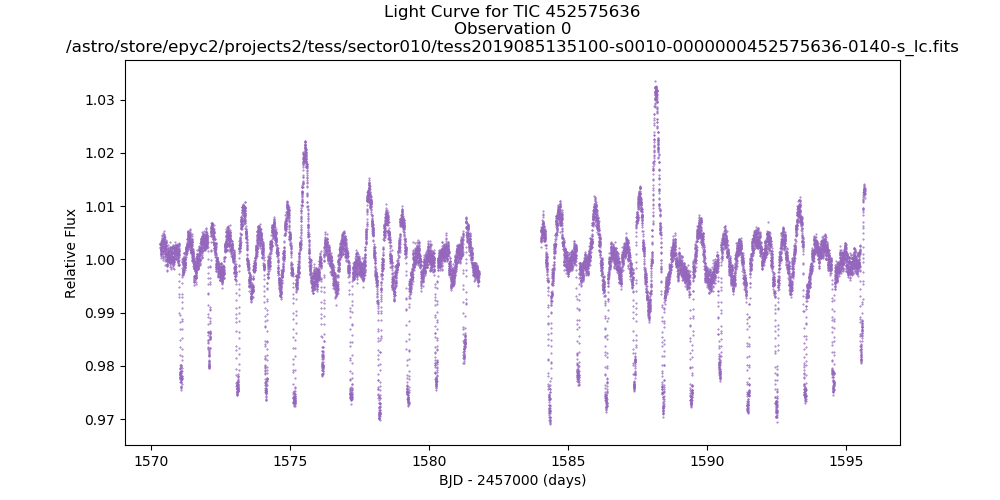 Light Curve for TIC 452575636
Observation 0
/astro/store/epyc2/projects2/tess/sector010/tess2019085135100-s0010-0000000452575636-0140-s_lc.fits
Relative Flux
1.03
1.02
1.01
1.00
0.99
0.98
0.97
1570 1575 1580 1585 1590 1595
BJD - 2457000 (days)